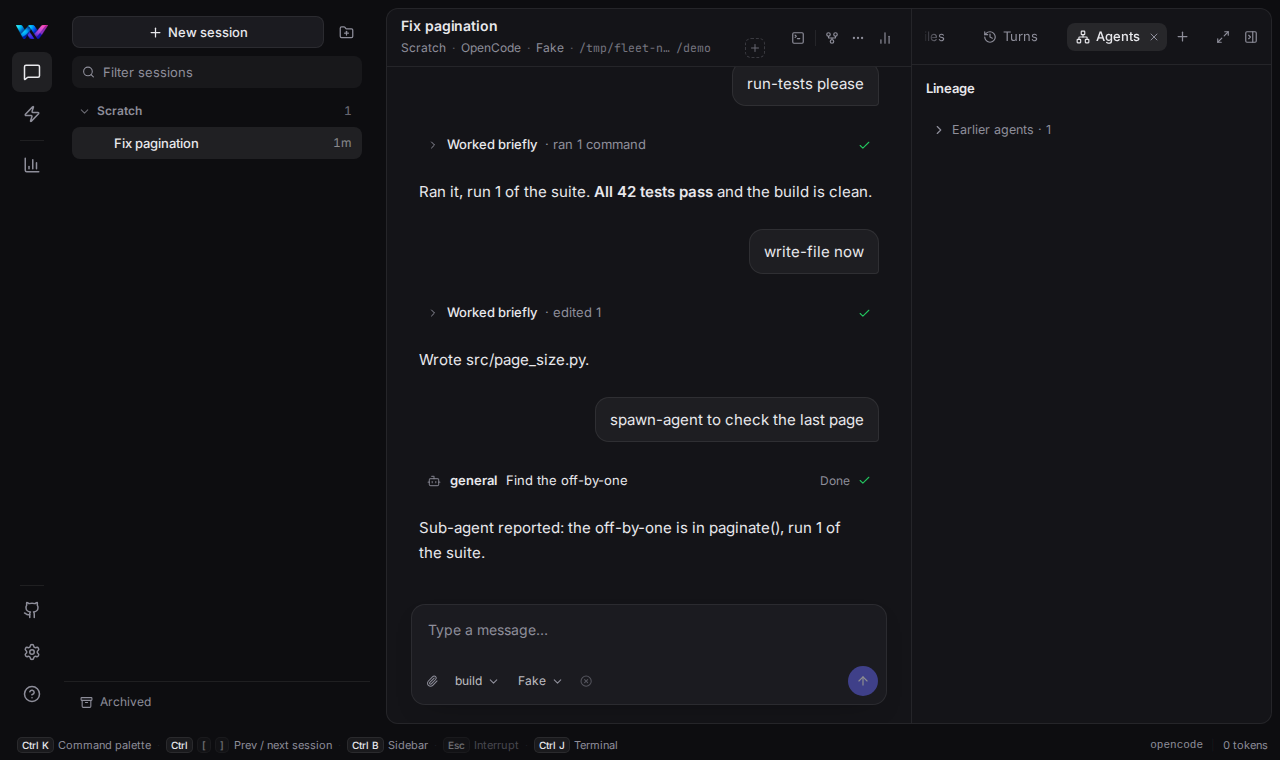 New session
Filter sessions
Scratch 1
Fix pagination 1m
Archived
Fix pagination
Scratch · OpenCode · Fake · /tmp/fleet-n… /demo
run-tests please
Worked briefly · ran 1 command
Ran it, run 1 of the suite. All 42 tests pass and the build is clean.
write-file now
Worked briefly · edited 1
Wrote src/page_size.py.
spawn-agent to check the last page
general Find the off-by-one Done
Sub-agent reported: the off-by-one is in paginate(), run 1 of
the suite.
Type a message...
build Fake
les Turns Agents
Lineage
Earlier agents · 1
Ctrl K Command palette Ctrl [ ] Prev / next session Ctrl B Sidebar Esc Interrupt Ctrl J Terminal opencode 0 tokens